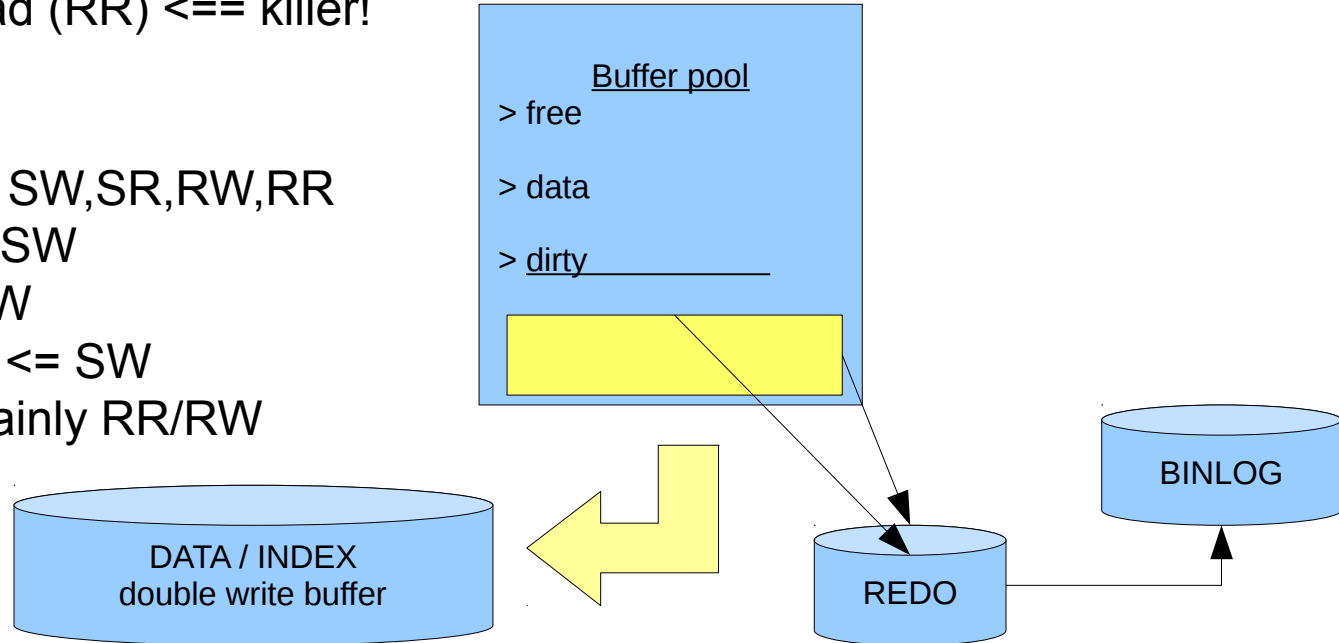 ad (RR) <== killer!
SW,SR,RW,RR
SW
W
<= SW
ainly RR/RW
Buffer pool
> free
> data
> dirty
DATA / INDEX
double write buffer
REDO
BINLOG